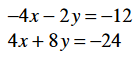 −4x − 2y = −12
4x + 8y = −24